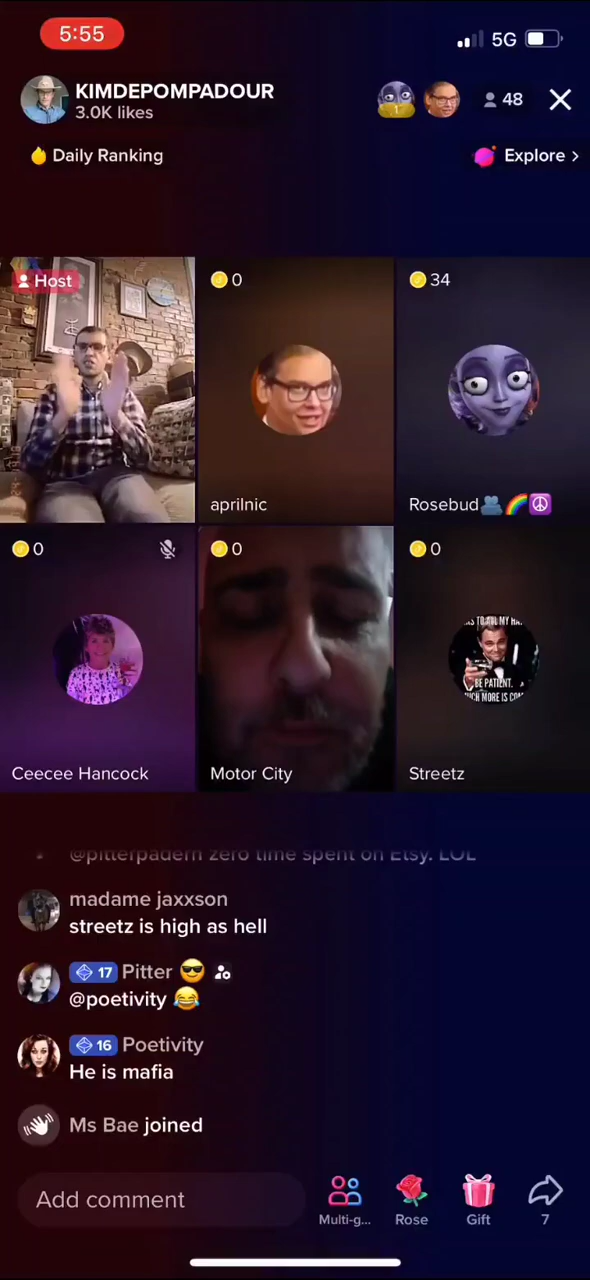 5:55
5G
KIMDEPOMPADOUR
3.0K likes
48
Daily Ranking
Explore >
Host
0
34
aprilnic
Rosebud
0
0
0
Ceecee Hancock
Motor City
BE PATIENT.
Streetz
@pitterpadern zero time spent on Etsy. LOL
madame jaxxson
streetz is high as hell
17 Pitter
@poetivity
16 Poetivity
He is mafia
Ms Bae joined
Add comment
Multi-g...
Rose
Gift
7